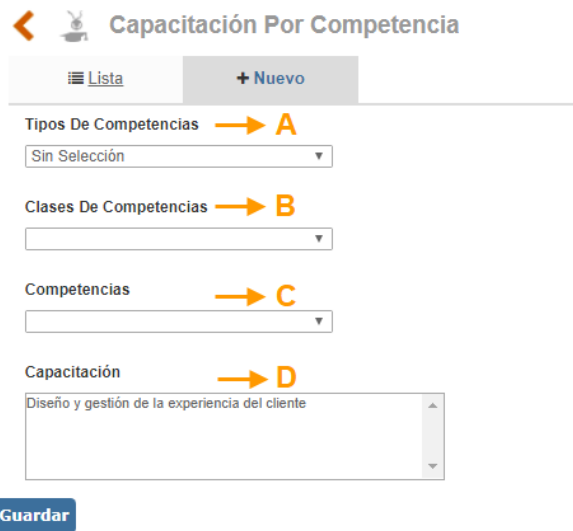 Capacitación Por Competencia
Lista
+ Nuevo
Tipos De Competencias A
Sin Selección
Clases De Competencias B
Competencias C
Capacitación D
Diseño y gestión de la experiencia del cliente
Guardar